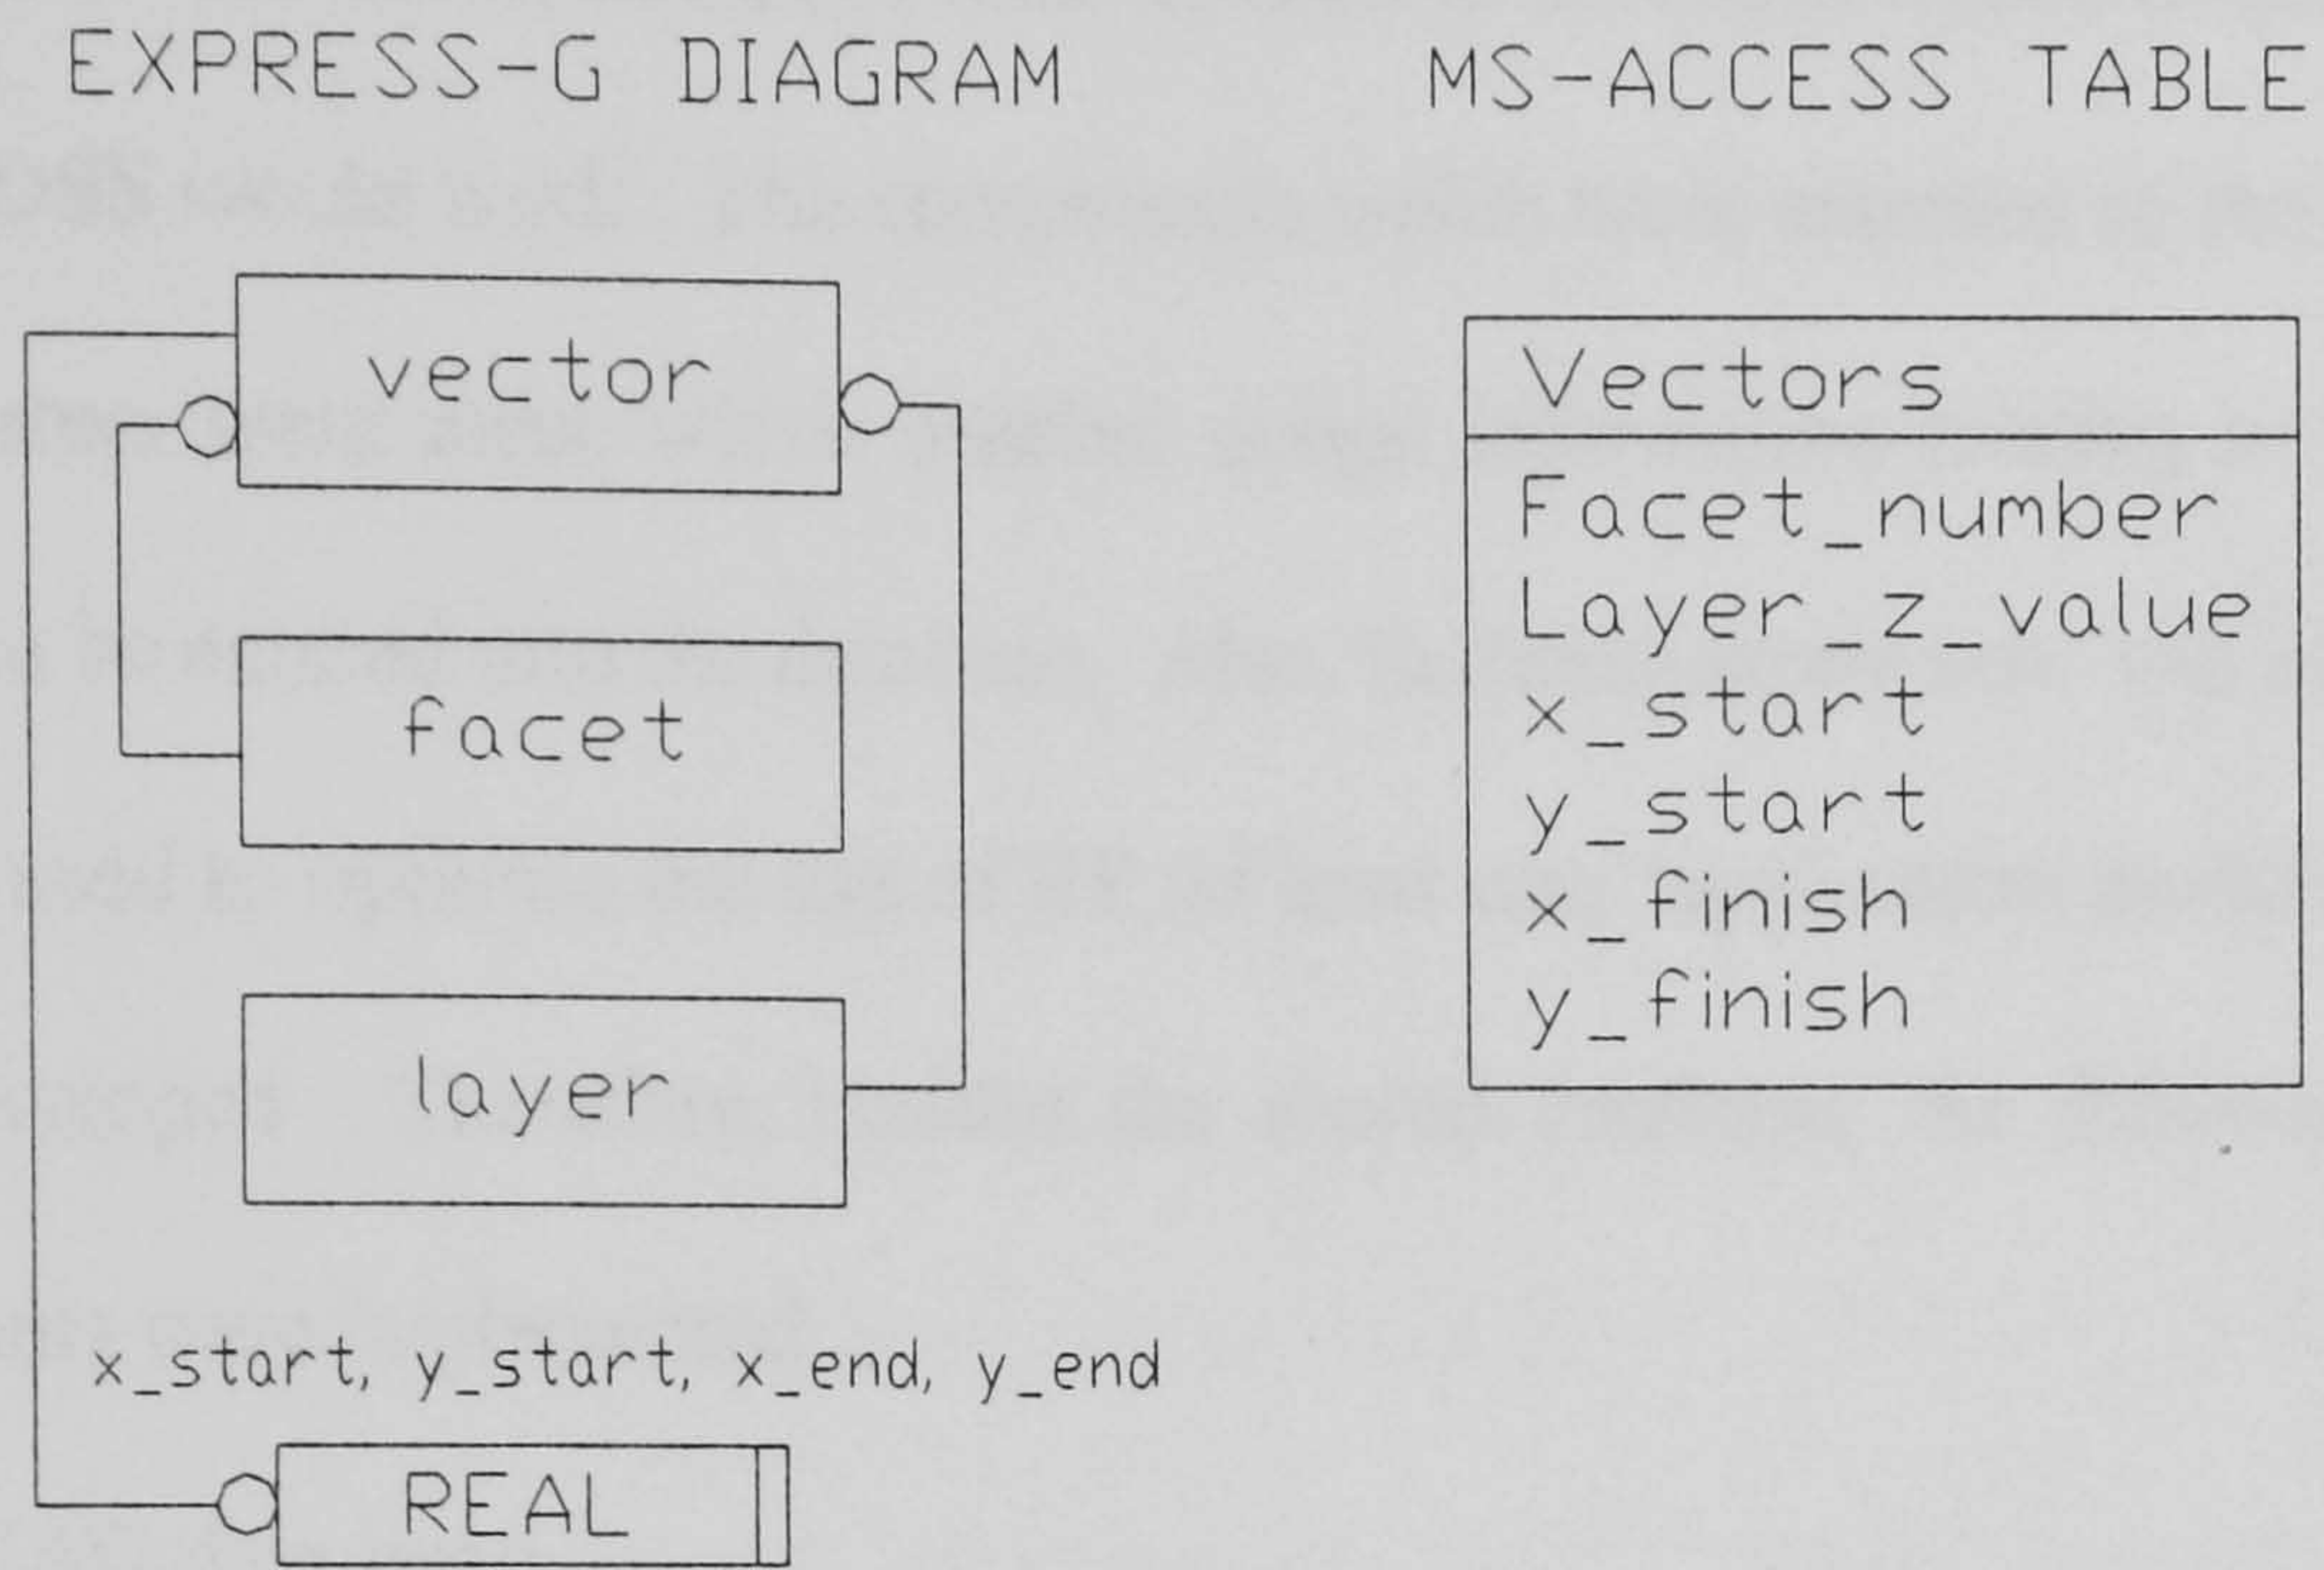 EXPRESS-G DIAGRAM
MS-ACCESS TABLE
vector
facet
layer
x_start, y_start, x_end, y_end
REAL
Vectors
Facet_number
Layer_z_value
x_start
y_start
x_finish
y_finish